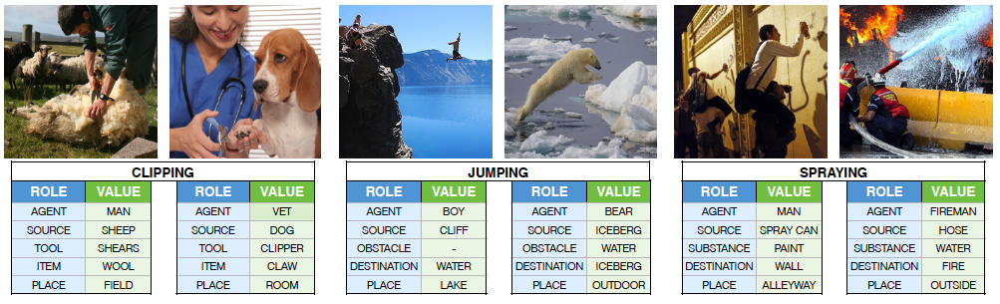 CLIPPING
ROLE VALUE ROLE VALUE
AGENT MAN AGENT VET
SOURCE SHEEP SOURCE DOG
TOOL SHEARS TOOL CLIPPER
ITEM WOOL ITEM CLAW
PLACE FIELD PLACE ROOM
JUMPING
ROLE VALUE ROLE VALUE
AGENT BOY AGENT BEAR
SOURCE CLIFF SOURCE ICEBERG
OBSTACLE - OBSTACLE WATER
DESTINATION WATER DESTINATION ICEBERG
PLACE LAKE PLACE OUTDOOR
SPRAYING
ROLE VALUE ROLE VALUE
AGENT MAN AGENT FIREMAN
SOURCE SPRAY CAN SOURCE HOSE
SUBSTANCE PAINT SUBSTANCE WATER
DESTINATION WALL DESTINATION FIRE
PLACE ALLEYWAY PLACE OUTSIDE